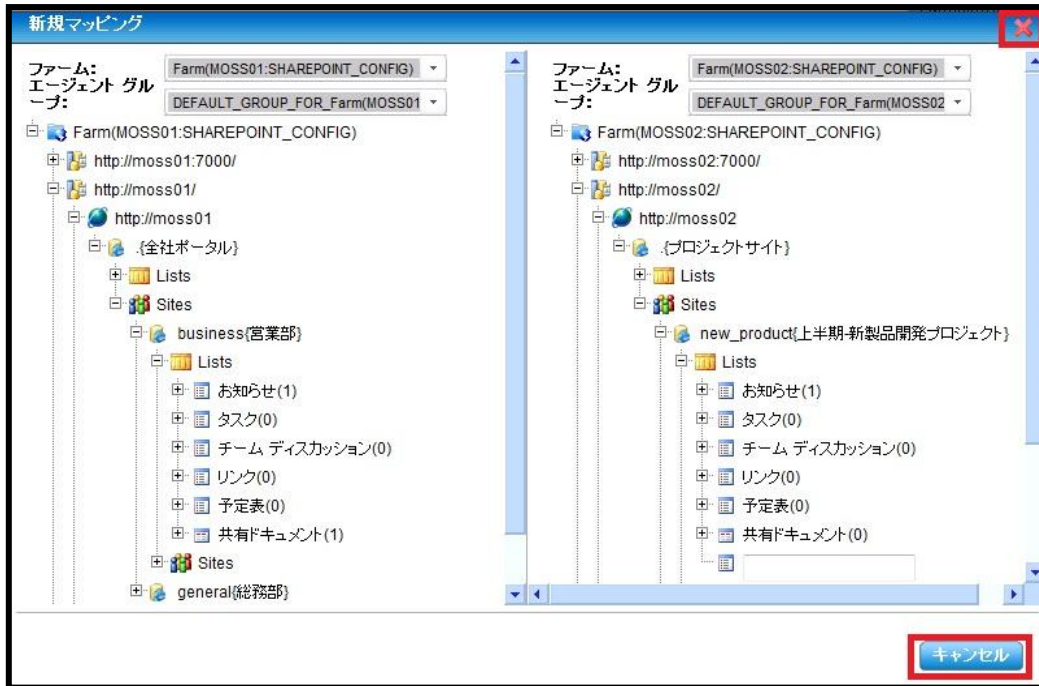 新規マッピング
ファーム:
Farm(MOSS01:SHAREPOINT_CONFIG)
エージェント グループ:
DEFAULT_GROUP_FOR_Farm(MOSS01
Farm(MOSS01:SHAREPOINT_CONFIG)
http://moss01:7000/
http://moss01/
http://moss01
.{全社ポータル}
Lists
Sites
business{営業部}
Lists
お知らせ(1)
タスク(0)
チーム ディスカッション(0)
リンク(0)
予定表(0)
共有ドキュメント(1)
Sites
general{総務部}
ファーム:
Farm(MOSS02:SHAREPOINT_CONFIG)
エージェント グループ:
DEFAULT_GROUP_FOR_Farm(MOSS02
Farm(MOSS02:SHAREPOINT_CONFIG)
http://moss02:7000/
http://moss02/
http://moss02
.{プロジェクトサイト}
Lists
Sites
new_product{上半期-新製品開発プロジェクト}
Lists
お知らせ(1)
タスク(0)
チーム ディスカッション(0)
リンク(0)
予定表(0)
共有ドキュメント(0)
キャンセル